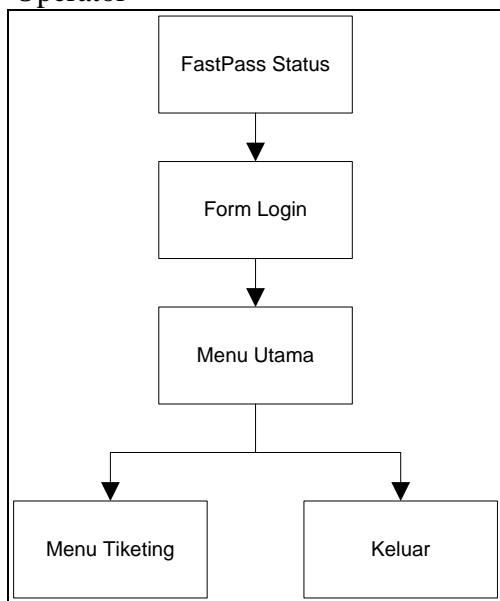 Operator
FastPass Status
Form Login
Menu Utama
Menu Tiketing
Keluar